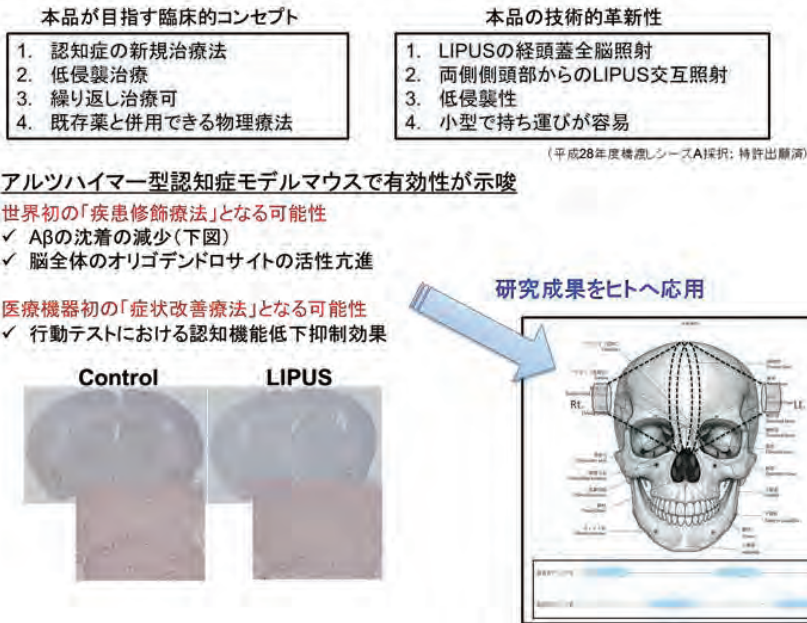 本品が目指す臨床的コンセプト
1. 認知症の新規治療法
2. 低侵襲治療
3. 繰り返し治療可
4. 既存薬と併用できる物理療法
本品の技術的革新性
1. LIPUSの経頭蓋全脳照射
2. 両側側頭部からのLIPUS交互照射
3. 低侵襲性
4. 小型で持ち運びが容易
(平成28年度橋渡しシーズA採択; 特許出願済)
アルツハイマー型認知症モデルマウスで有効性が示唆
世界初の「疾患修飾療法」となる可能性
✓ Aβの沈着の減少(下図)
✓ 脳全体のオリゴデンドロサイトの活性亢進
医療機器初の「症状改善療法」となる可能性
✓ 行動テストにおける認知機能低下抑制効果
Control
LIPUS
研究成果をヒトへ応用
Rt.
Lt.